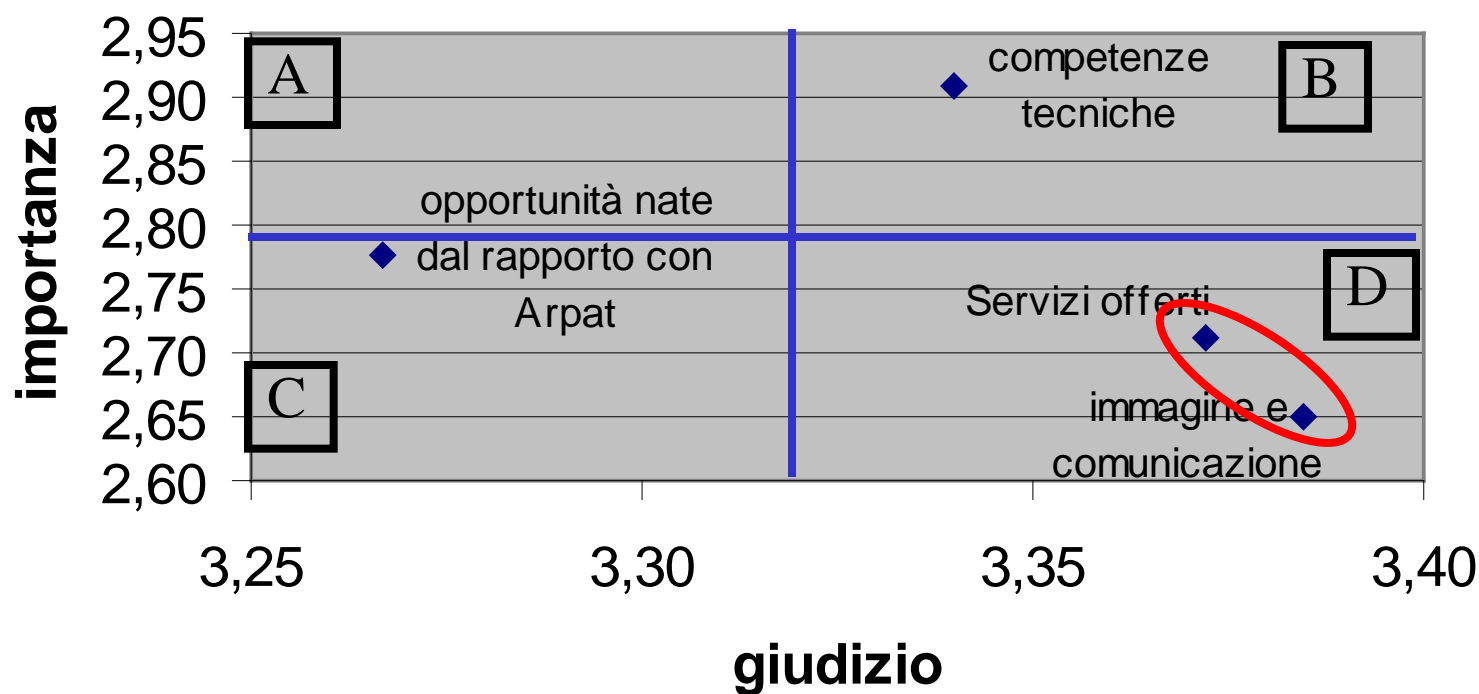 importanza
2,95
2,90
2,85
2,80
2,75
2,70
2,65
2,60
A
competenze
tecniche
B
opportunità nate
dal rapporto con
Arpat
Servizi offerti
D
C
immagine e
comunicazione
3,25
3,30
3,35
3,40
giudizio